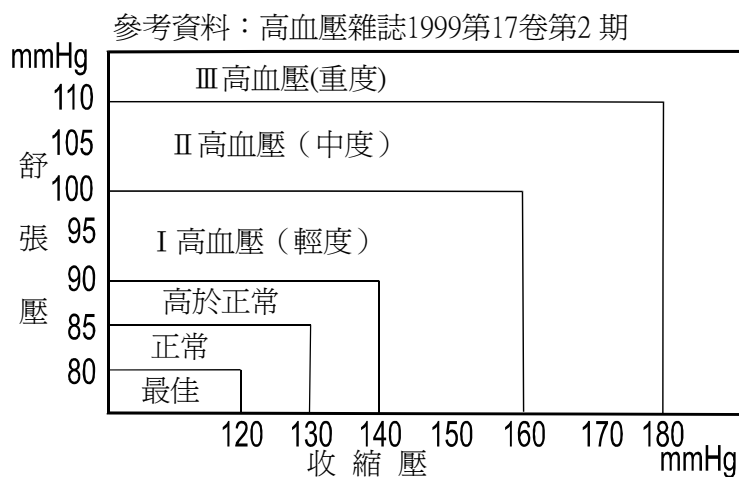 參考資料：高血壓雜誌1999第17卷第2 期
mmHg
Ⅲ高血壓(重度)
110
105
Ⅱ高血壓（中度）
100
95
Ⅰ高血壓（輕度）
90
高於正常
85
正常
80
最佳
舒張壓
120 130 140 150 160 170 180
收縮壓
mmHg